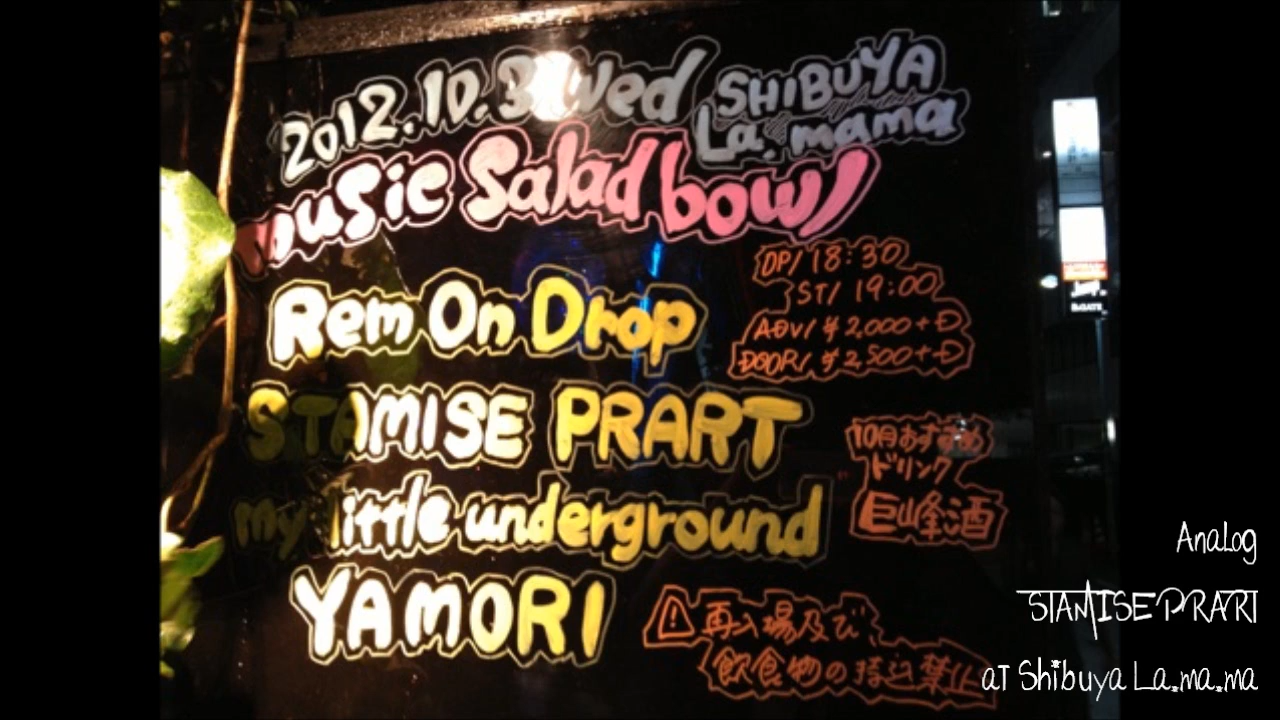 2012.10.31 Wed SHIBUYA
La.mama
music Salad bowl
OP/ 18:30
ST/ 19:00
ADV/ ¥2,000+D
DOOR/ ¥2,500+D
Rem On Drop
STAMISE PRART
my little underground
YAMORI
10月おすすめ
ドリンク
巨峰酒
⚠ 再入場及び
飲食物の持込禁止
Analog
STAMISE PRART
at Shibuya La.ma.ma